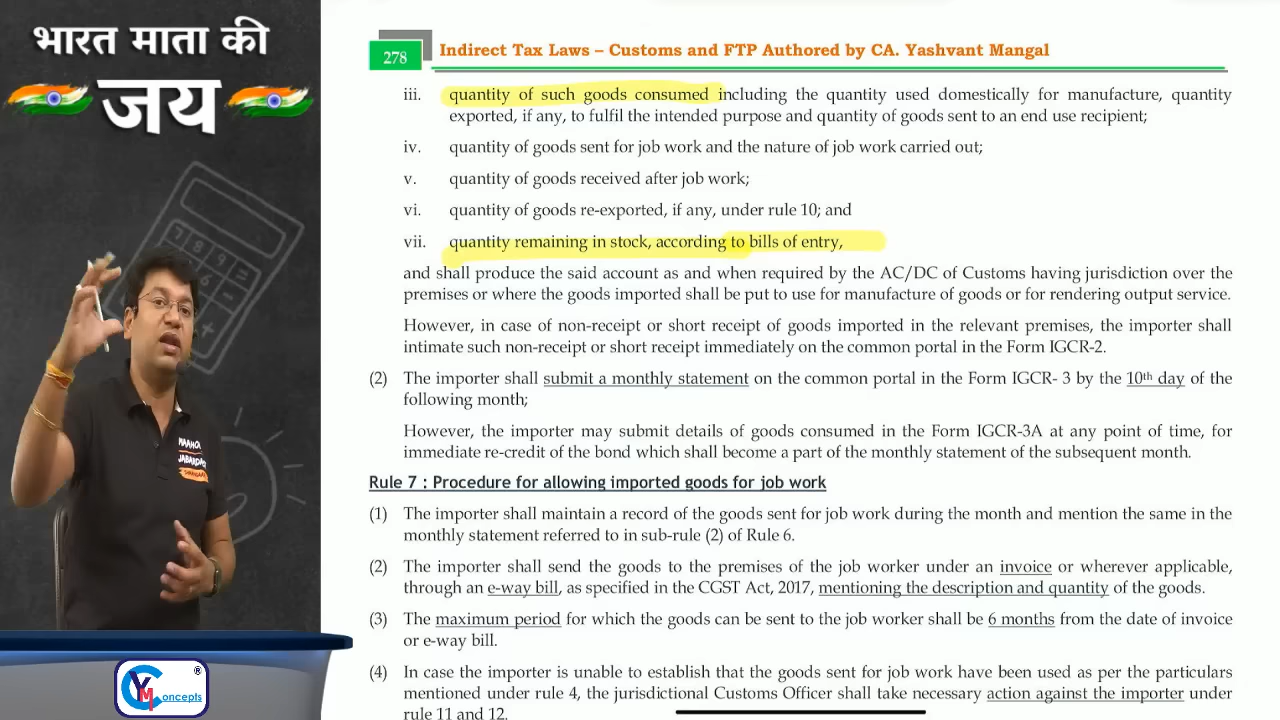 भारत माता की
जय
278
Indirect Tax Laws – Customs and FTP Authored by CA. Yashvant Mangal
iii. quantity of such goods consumed including the quantity used domestically for manufacture, quantity
exported, if any, to fulfil the intended purpose and quantity of goods sent to an end use recipient;
iv. quantity of goods sent for job work and the nature of job work carried out;
v. quantity of goods received after job work;
vi. quantity of goods re-exported, if any, under rule 10; and
vii. quantity remaining in stock, according to bills of entry,
and shall produce the said account as and when required by the AC/DC of Customs having jurisdiction over the
premises or where the goods imported shall be put to use for manufacture of goods or for rendering output service.
However, in case of non-receipt or short receipt of goods imported in the relevant premises, the importer shall
intimate such non-receipt or short receipt immediately on the common portal in the Form IGCR-2.
(2) The importer shall submit a monthly statement on the common portal in the Form IGCR- 3 by the 10th day of the
following month;
However, the importer may submit details of goods consumed in the Form IGCR-3A at any point of time, for
immediate re-credit of the bond which shall become a part of the monthly statement of the subsequent month.
Rule 7 : Procedure for allowing imported goods for job work
(1) The importer shall maintain a record of the goods sent for job work during the month and mention the same in the
monthly statement referred to in sub-rule (2) of Rule 6.
(2) The importer shall send the goods to the premises of the job worker under an invoice or wherever applicable,
through an e-way bill, as specified in the CGST Act, 2017, mentioning the description and quantity of the goods.
(3) The maximum period for which the goods can be sent to the job worker shall be 6 months from the date of invoice
or e-way bill.
(4) In case the importer is unable to establish that the goods sent for job work have been used as per the particulars
mentioned under rule 4, the jurisdictional Customs Officer shall take necessary action against the importer under
rule 11 and 12.
MAAHOL
JABARDAST
CYM oncepts ®